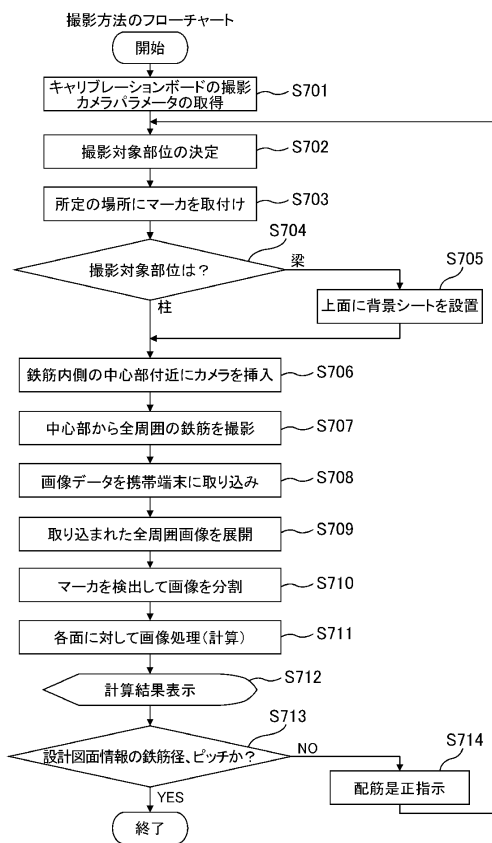 撮影方法のフローチャート
開始
キャリブレーションボードの撮影
カメラパラメータの取得
S701
撮影対象部位の決定
S702
所定の場所にマーカを取付け
S703
S704
撮影対象部位は？
梁
S705
上面に背景シートを設置
柱
鉄筋内側の中心部付近にカメラを挿入
S706
中心部から全周囲の鉄筋を撮影
S707
画像データを携帯端末に取り込み
S708
取り込まれた全周囲画像を展開
S709
マーカを検出して画像を分割
S710
各面に対して画像処理(計算)
S711
計算結果表示
S712
S713
設計図面情報の鉄筋径、ピッチか？
NO
S714
配筋是正指示
YES
終了